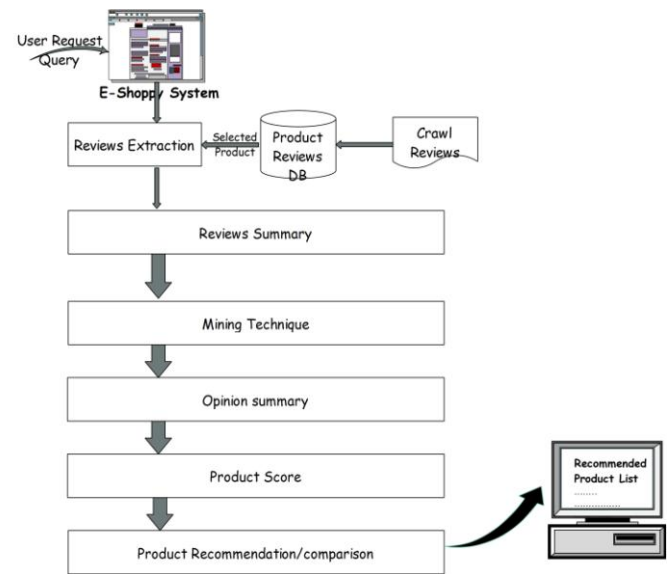 User Request
Query
E-Shoppy System
Reviews Extraction
Selected
Product
Product
Reviews
DB
Crawl
Reviews
Reviews Summary
Mining Technique
Opinion summary
Product Score
Product Recommendation/comparison
Recommended
Product List
........
................